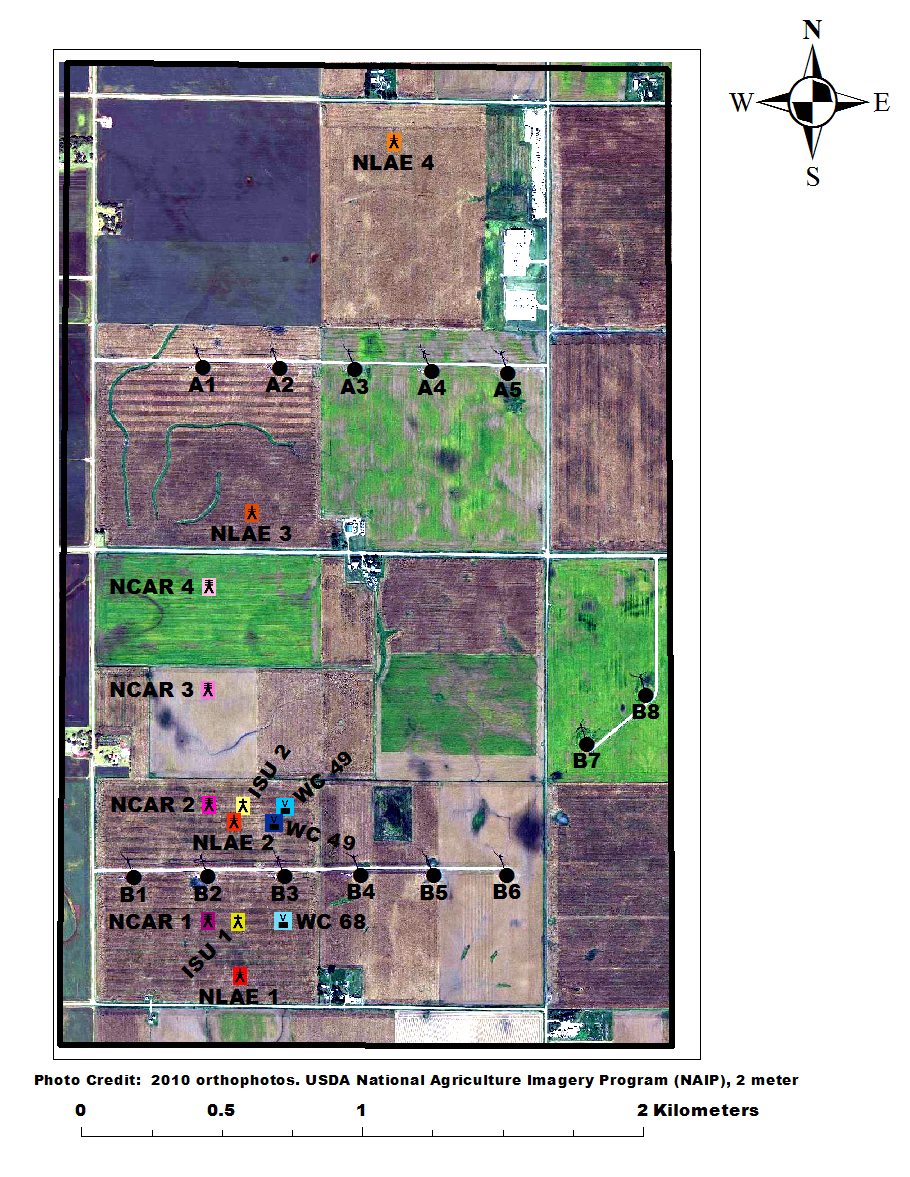 N
W E
S
NLAE 4
A1 A2 A3 A4 A5
NLAE 3
NCAR 4
NCAR 3
B8
B7
ISU 2
WC 49
NCAR 2
NLAE 2
WC 49
B1 B2 B3 B4 B5 B6
NCAR 1
WC 68
ISU 1
NLAE 1
Photo Credit: 2010 orthophotos. USDA National Agriculture Imagery Program (NAIP), 2 meter
0 0.5 1 2 Kilometers